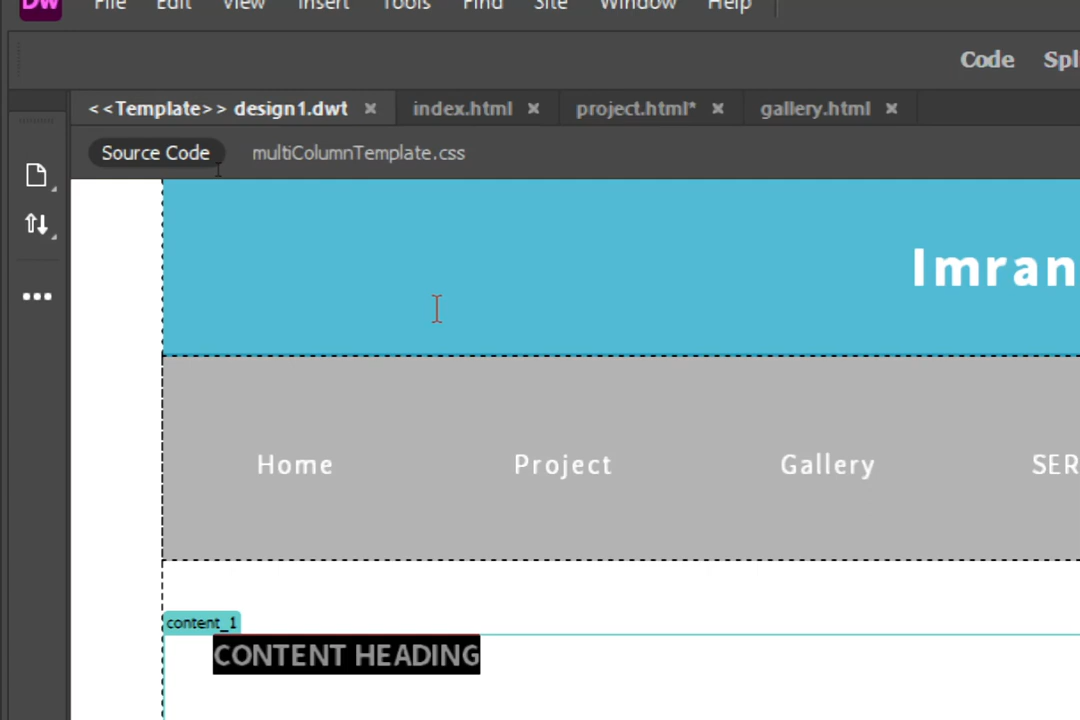 Dw File Edit View Insert Tools Find Site Window Help
Code Spl
<<Template>> design1.dwt × index.html × project.html* × gallery.html ×
Source Code multiColumnTemplate.css
Imran
Home Project Gallery SER
content_1
CONTENT HEADING